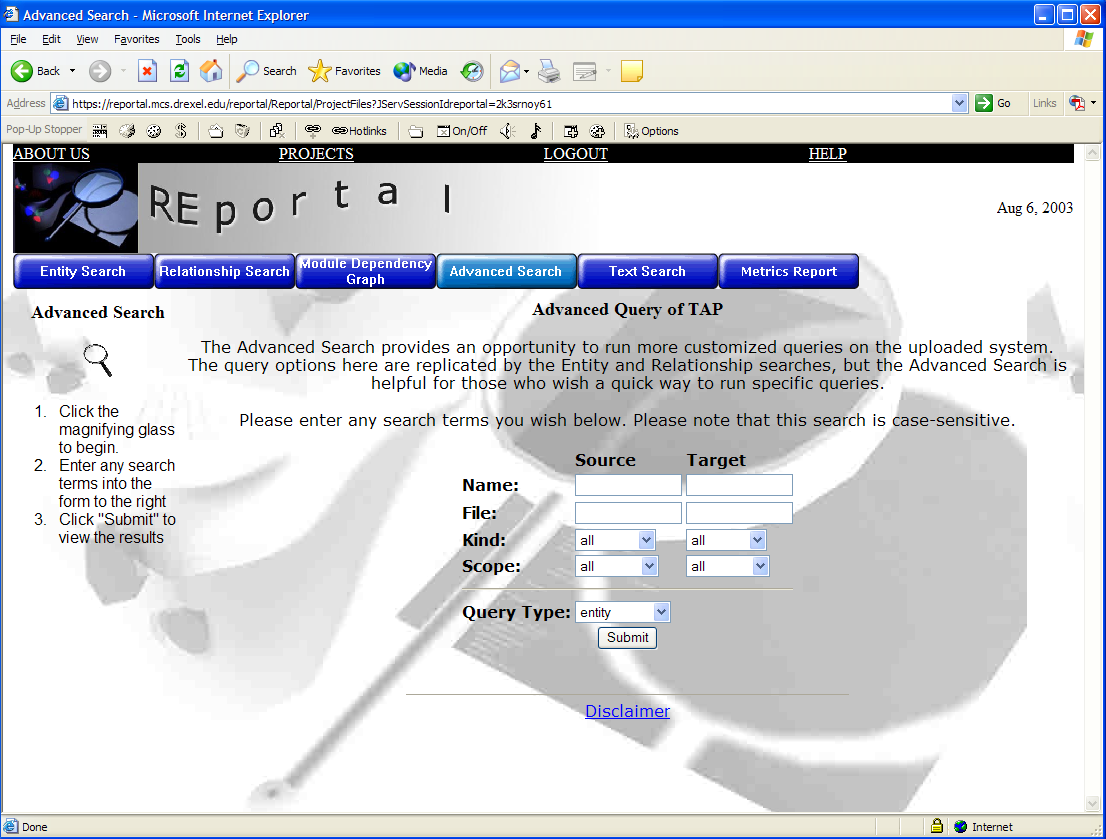 Advanced Search - Microsoft Internet Explorer
File Edit View Favorites Tools Help
Back Search Favorites Media
Address https://reportal.mcs.drexel.edu/reportal/Reportal/ProjectFiles?JServSessionIdreportal=2k3srnoy61 Go Links
Pop-Up Stopper Hotlinks On/Off Options
ABOUT US PROJECTS LOGOUT HELP
REportal
Aug 6, 2003
Entity Search Relationship Search Module Dependency Graph Advanced Search Text Search Metrics Report
Advanced Search
1. Click the
magnifying glass
to begin.
2. Enter any search
terms into the
form to the right
3. Click "Submit" to
view the results
Advanced Query of TAP
The Advanced Search provides an opportunity to run more customized queries on the uploaded system.
The query options here are replicated by the Entity and Relationship searches, but the Advanced Search is
helpful for those who wish a quick way to run specific queries.
Please enter any search terms you wish below. Please note that this search is case-sensitive.
Source Target
Name:
File:
Kind: all all
Scope: all all
Query Type: entity
Submit
Disclaimer
Done Internet